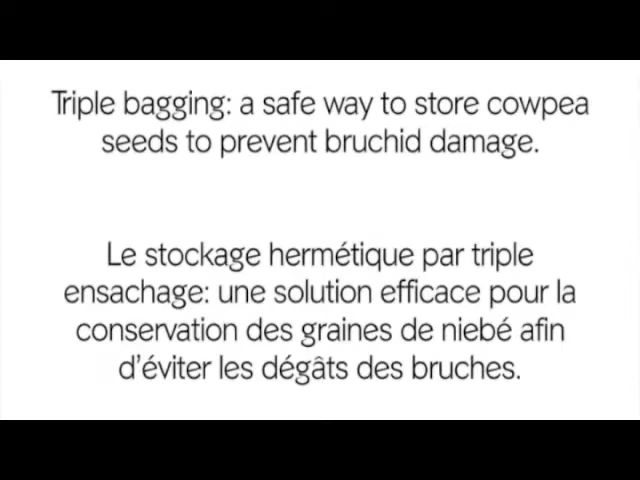 Triple bagging: a safe way to store cowpea
seeds to prevent bruchid damage.
Le stockage hermétique par triple
ensachage: une solution efficace pour la
conservation des graines de niebé afin
d'éviter les dégâts des bruches.